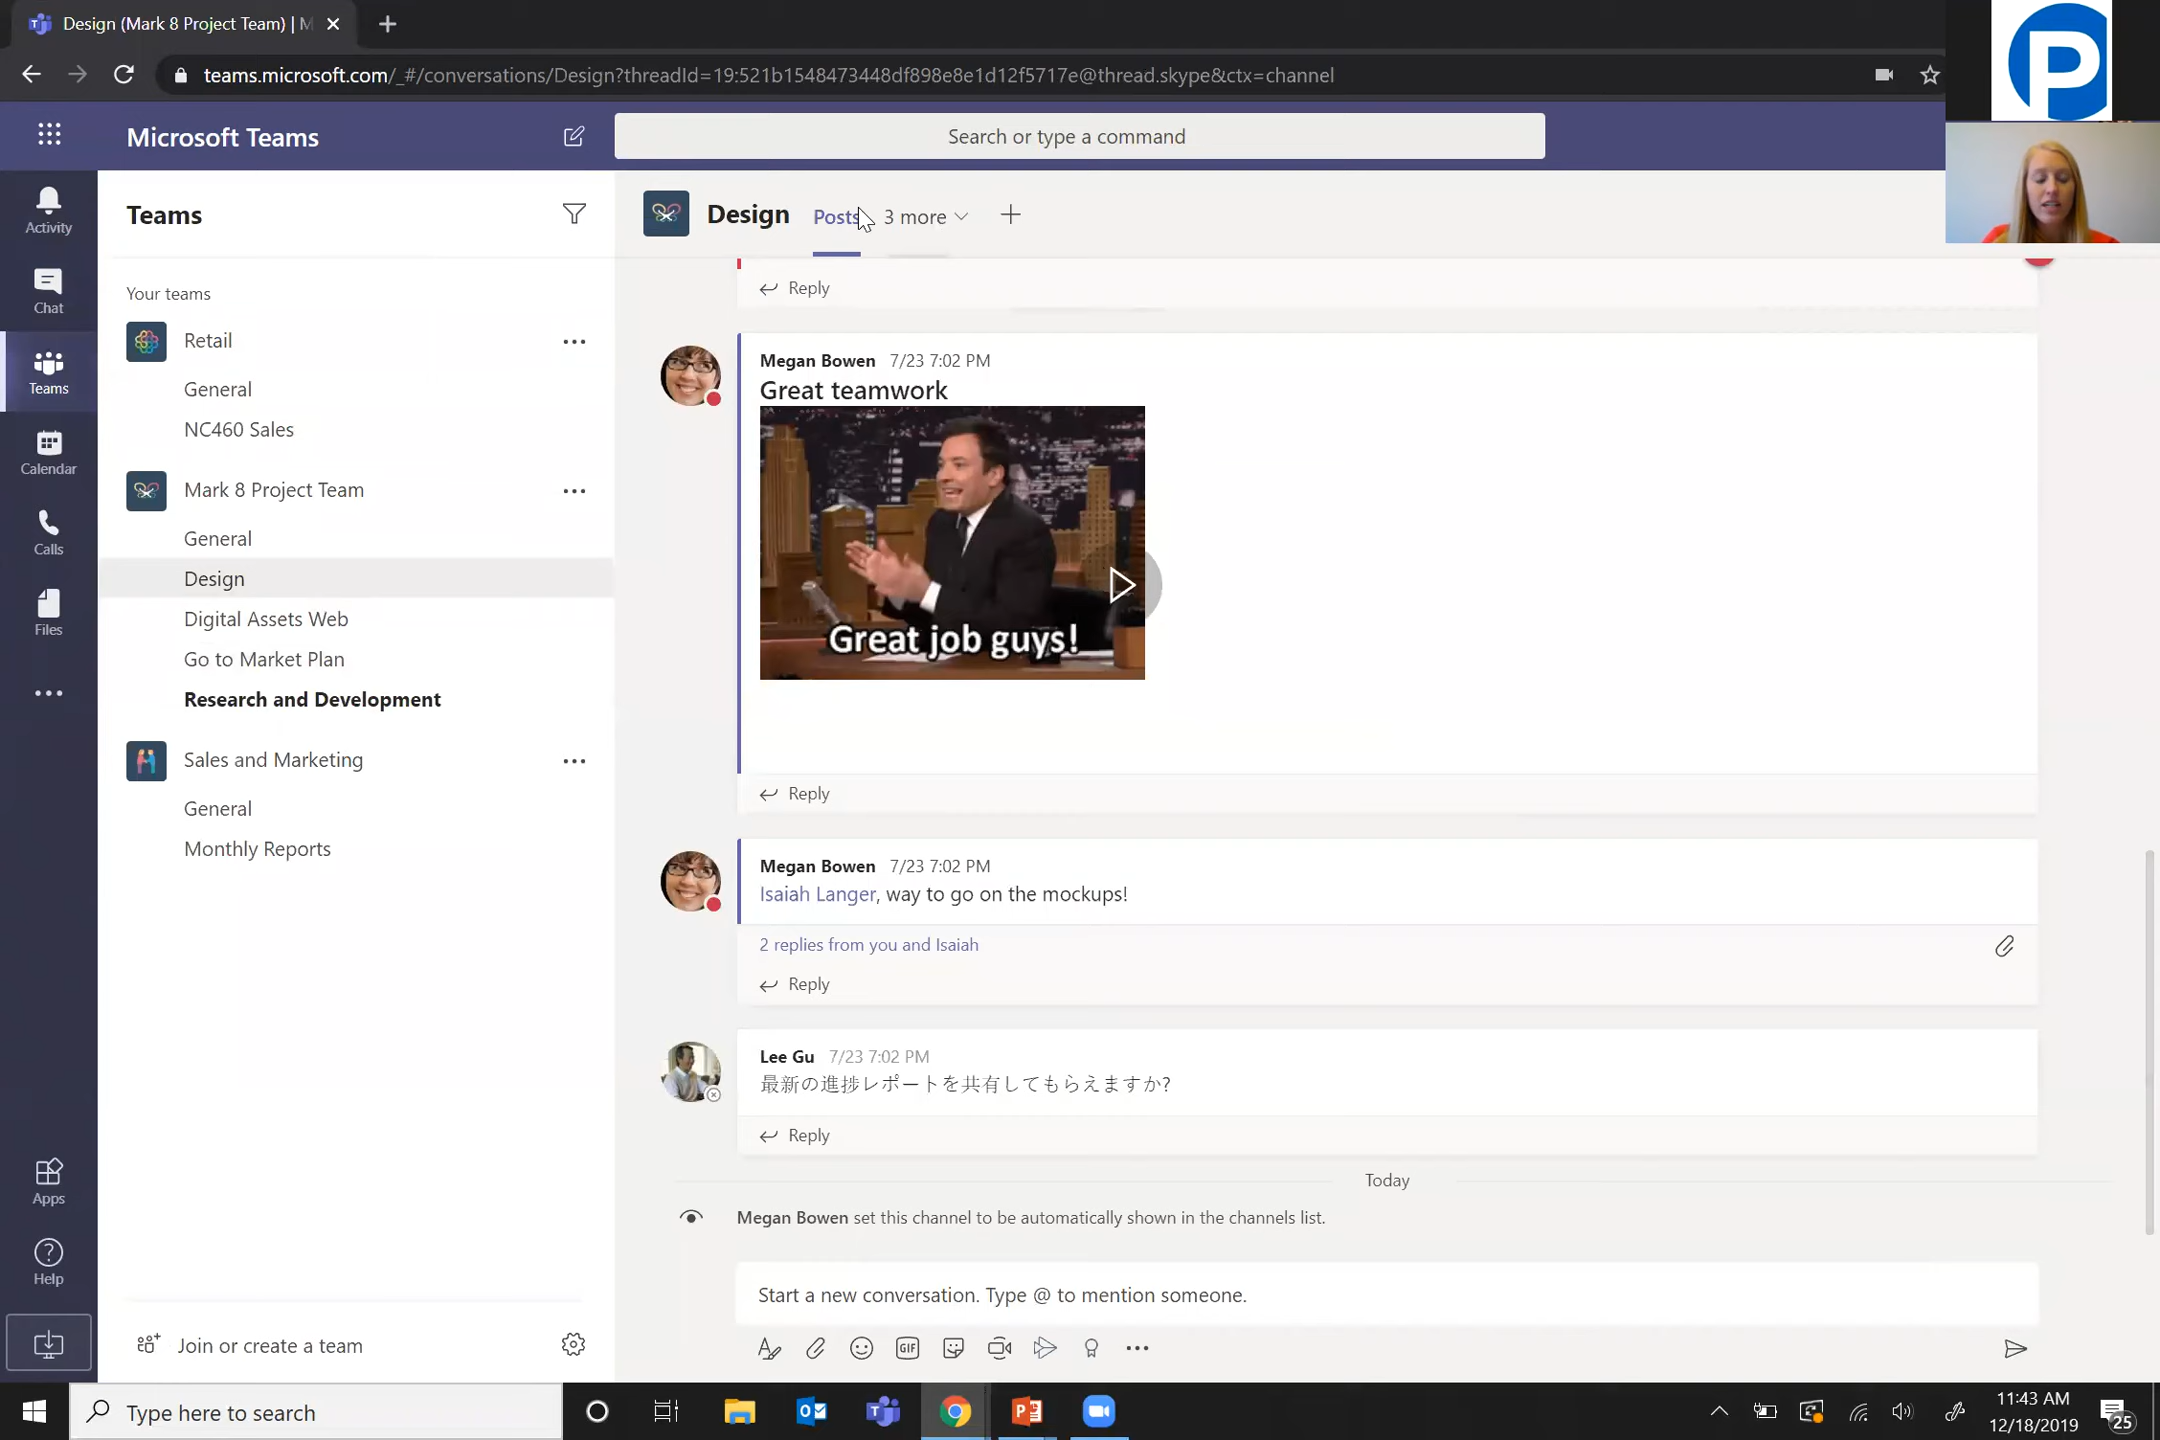 Design (Mark 8 Project Team) | M
teams.microsoft.com/_#/conversations/Design?threadId=19:521b1548473448df898e8e1d12f5717e@thread.skype&ctx=channel
P
Microsoft Teams
Search or type a command
Activity
Chat
Teams
Calendar
Calls
Files
Apps
Help
Teams
Your teams
Retail
General
NC460 Sales
Mark 8 Project Team
General
Design
Digital Assets Web
Go to Market Plan
Research and Development
Sales and Marketing
General
Monthly Reports
Join or create a team
Design Posts 3 more
Reply
Megan Bowen 7/23 7:02 PM
Great teamwork
Great job guys!
Reply
Megan Bowen 7/23 7:02 PM
Isaiah Langer, way to go on the mockups!
2 replies from you and Isaiah
Reply
Lee Gu 7/23 7:02 PM
最新の進捗レポートを共有してもらえますか?
Reply
Today
Megan Bowen set this channel to be automatically shown in the channels list.
Start a new conversation. Type @ to mention someone.
GIF
Type here to search
11:43 AM
12/18/2019
25